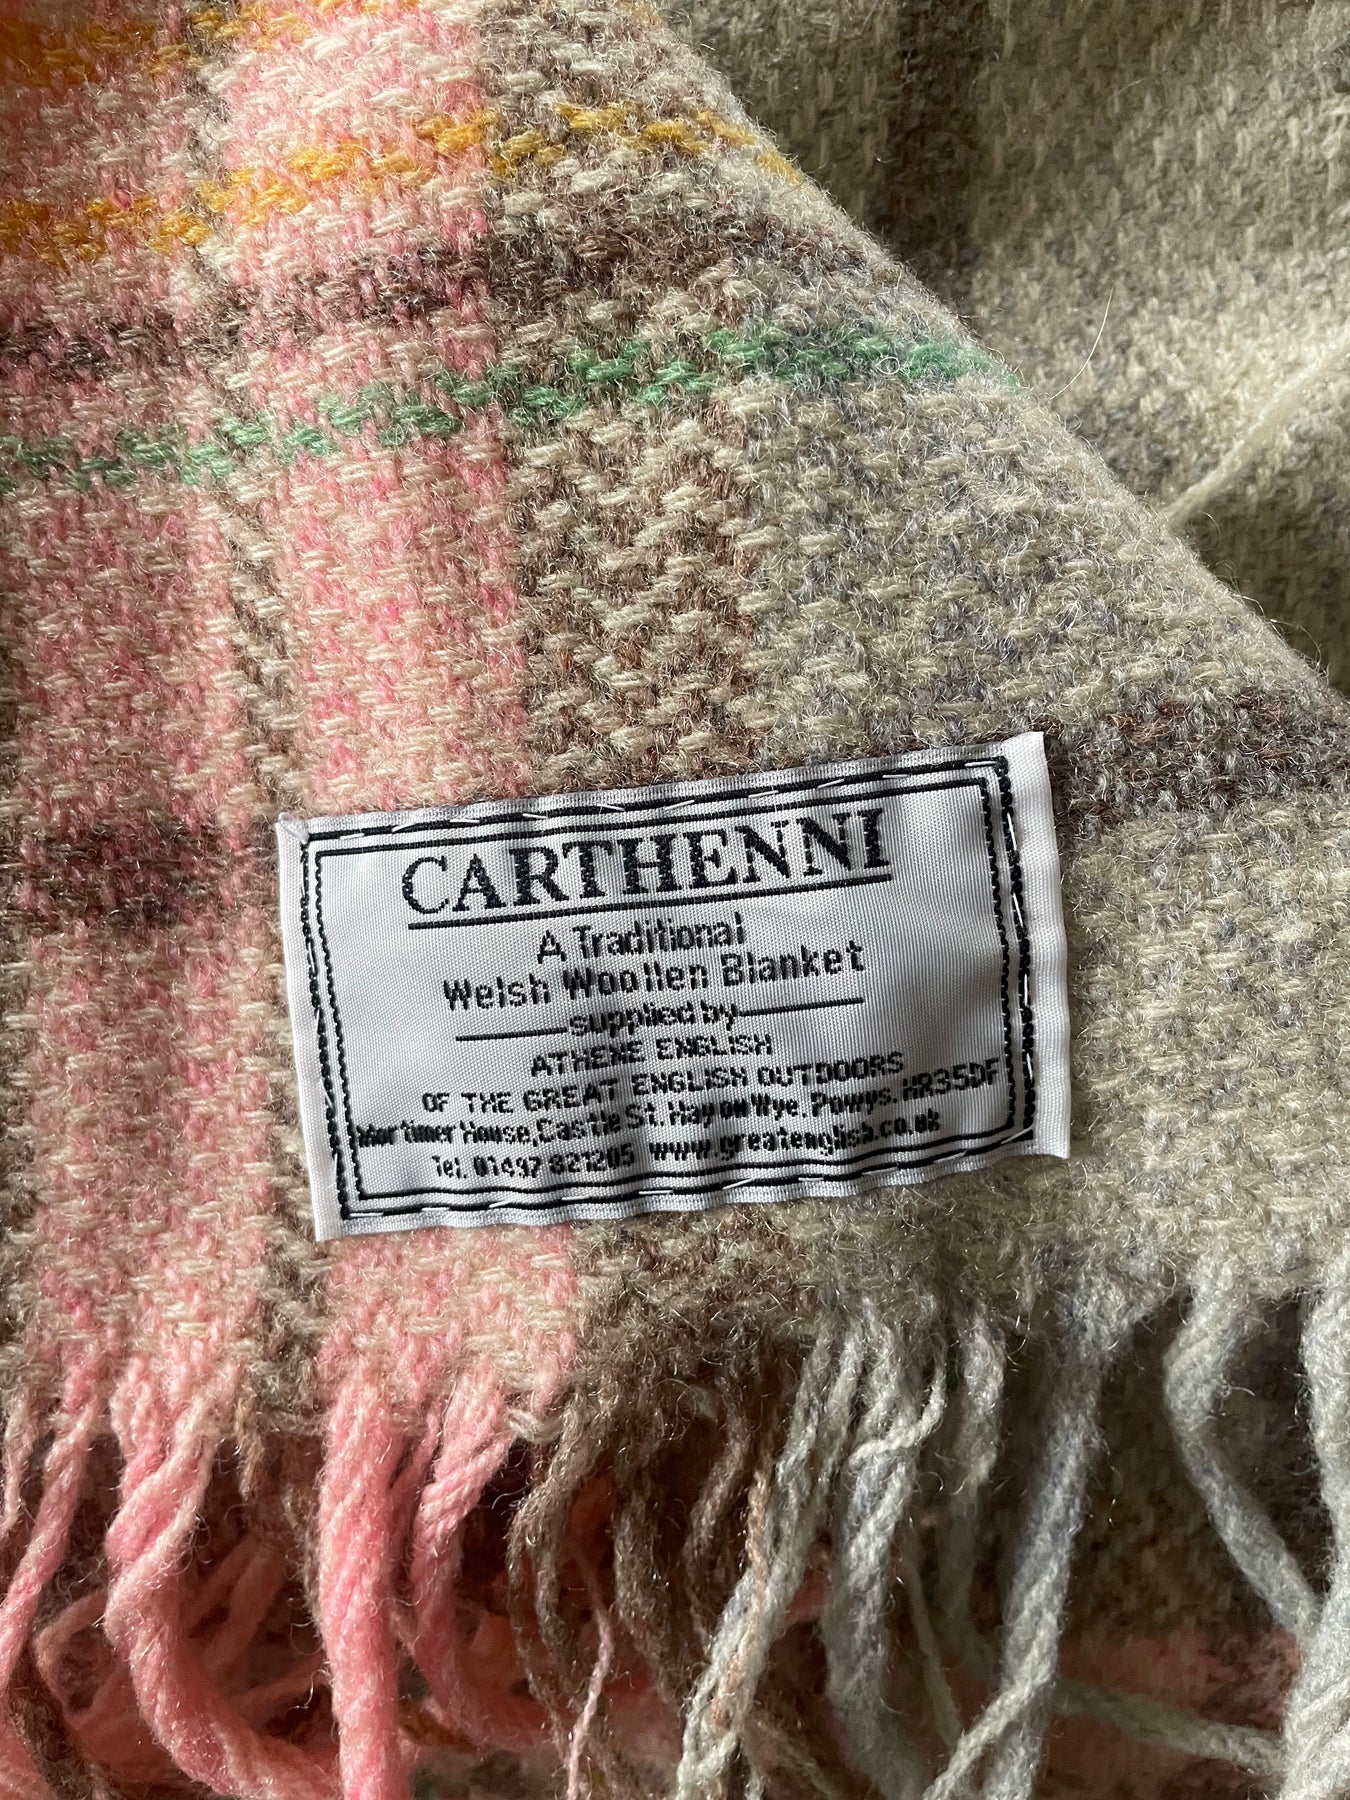 CARTHENNI
A Traditional
Welsh Woollen Blanket
supplied by
ATHENE ENGLISH
OF THE GREAT ENGLISH OUTDOORS
Mortimer House, Castle St. Hay on Wye. Powys. HR35DF
Tel. 01497 821205 www.greatenglish.co.uk